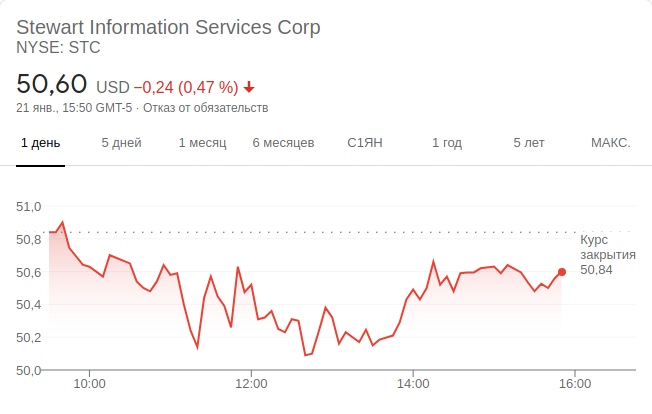 Stewart Information Services Corp
NYSE: STC
50,60 USD −0,24 (0,47 %)
21 янв., 15:50 GMT-5 · Отказ от обязательств
1 день 5 дней 1 месяц 6 месяцев С1ЯН 1 год 5 лет МАКС.
51,0
50,8
Курс
закрытия
50,84
50,6
50,4
50,2
50,0
10:00 12:00 14:00 16:00